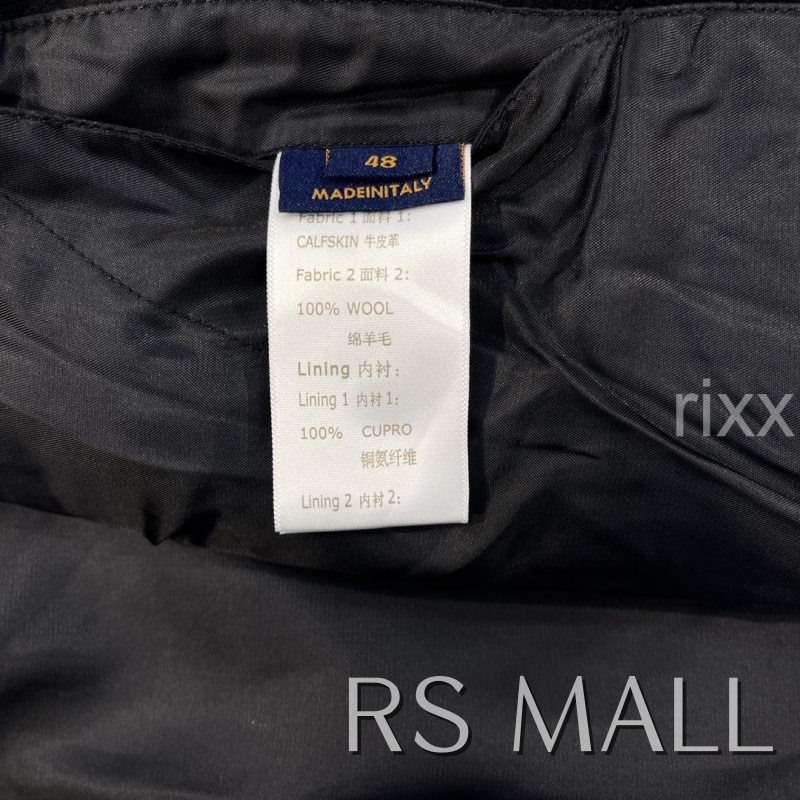 48
MADEINITALY
Fabric 1 面料 1:
CALFSKIN 牛皮革
Fabric 2 面料 2:
100% WOOL
绵羊毛
Lining 内衬:
Lining 1 内衬 1:
100% CUPRO
铜氨纤维
Lining 2 内衬 2:
rixx
RS MALL